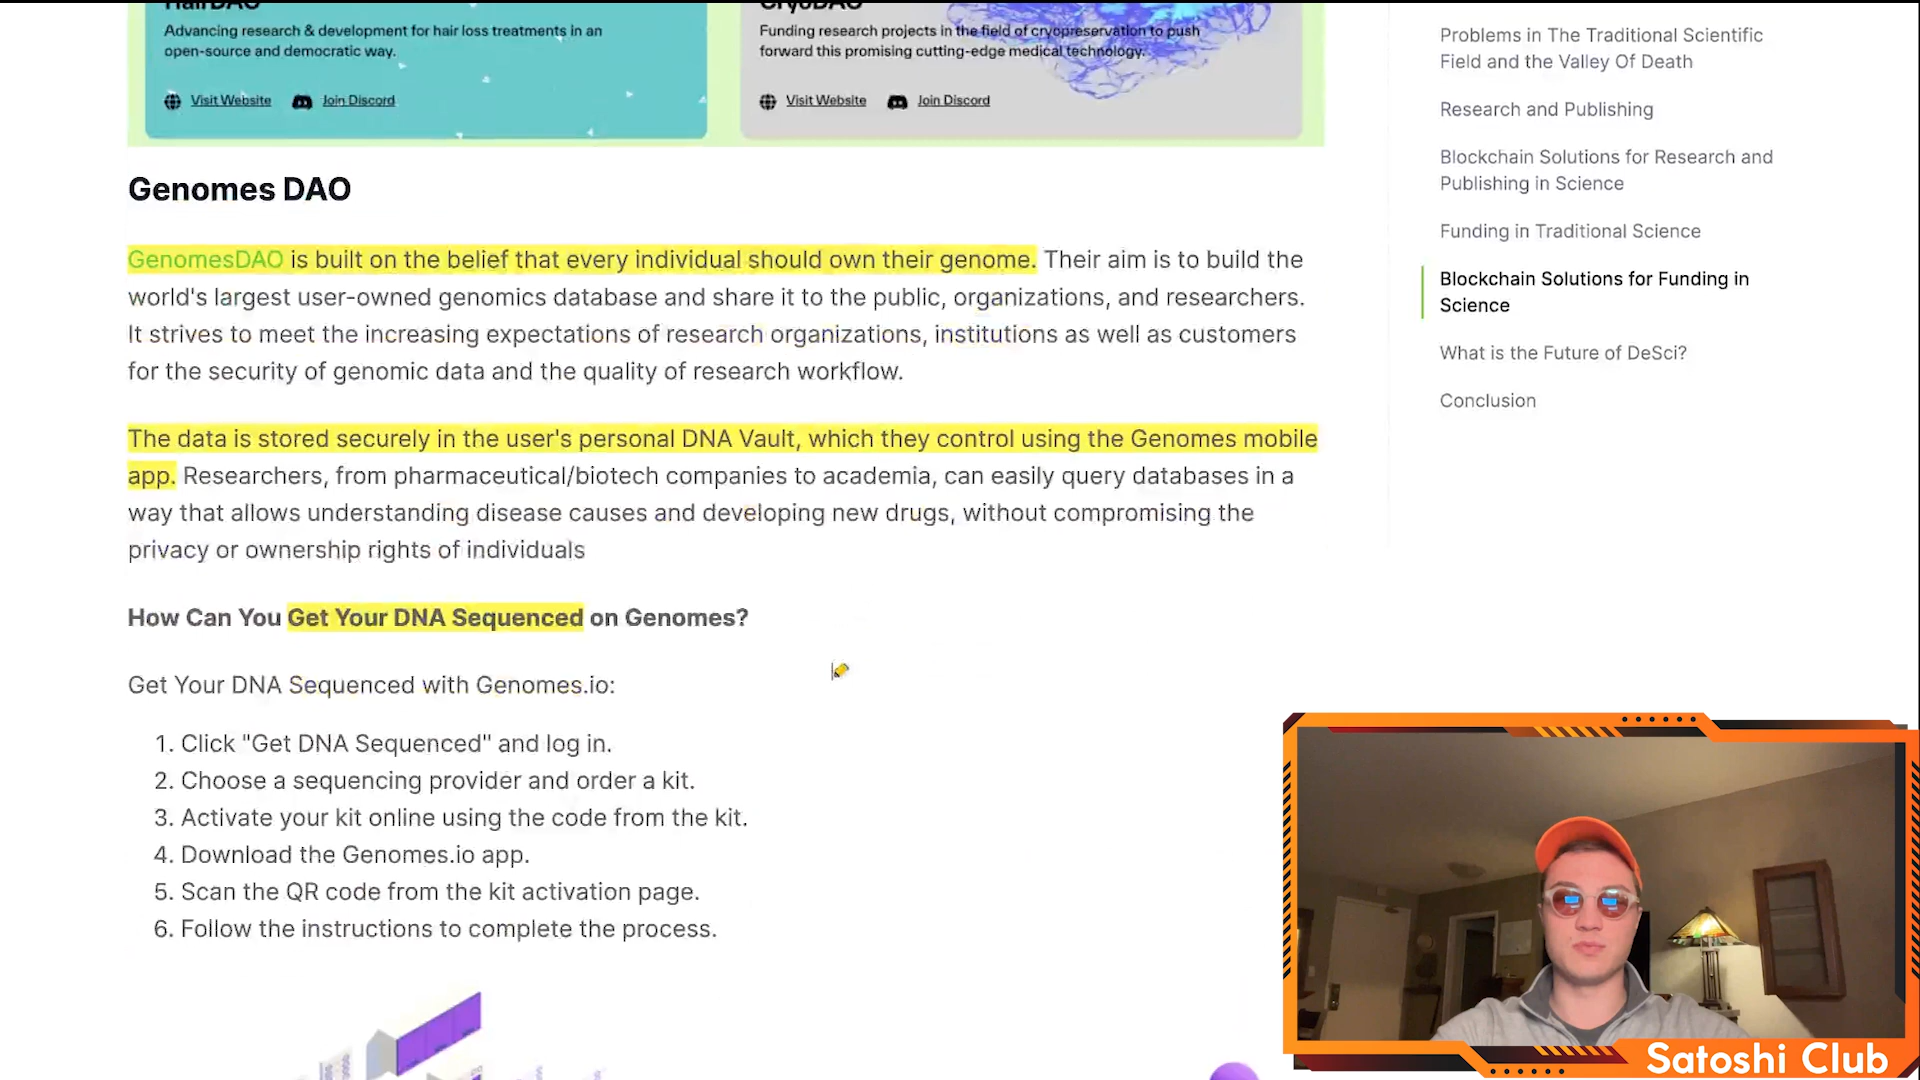 HairDAO
Advancing research & development for hair loss treatments in an
open-source and democratic way.
Visit Website Join Discord
CryoDAO
Funding research projects in the field of cryopreservation to push
forward this promising cutting-edge medical technology.
Visit Website Join Discord
Genomes DAO
GenomesDAO is built on the belief that every individual should own their genome. Their aim is to build the
world's largest user-owned genomics database and share it to the public, organizations, and researchers.
It strives to meet the increasing expectations of research organizations, institutions as well as customers
for the security of genomic data and the quality of research workflow.
The data is stored securely in the user's personal DNA Vault, which they control using the Genomes mobile
app. Researchers, from pharmaceutical/biotech companies to academia, can easily query databases in a
way that allows understanding disease causes and developing new drugs, without compromising the
privacy or ownership rights of individuals
How Can You Get Your DNA Sequenced on Genomes?
Get Your DNA Sequenced with Genomes.io:
1. Click "Get DNA Sequenced" and log in.
2. Choose a sequencing provider and order a kit.
3. Activate your kit online using the code from the kit.
4. Download the Genomes.io app.
5. Scan the QR code from the kit activation page.
6. Follow the instructions to complete the process.
Problems in The Traditional Scientific
Field and the Valley Of Death
Research and Publishing
Blockchain Solutions for Research and
Publishing in Science
Funding in Traditional Science
Blockchain Solutions for Funding in
Science
What is the Future of DeSci?
Conclusion
Satoshi Club